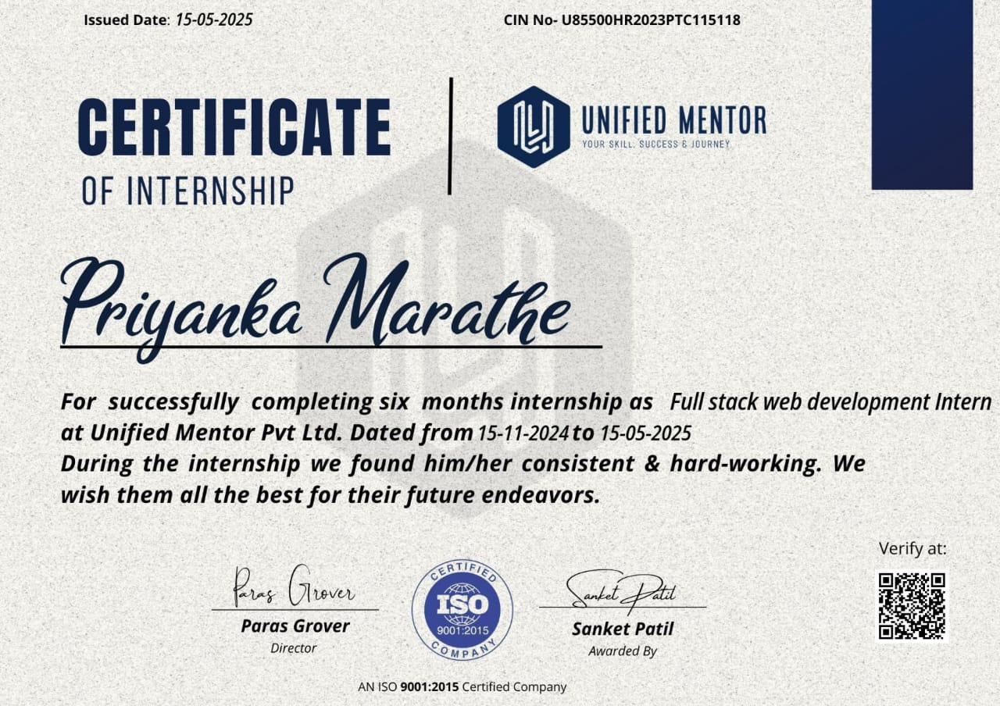 Issued Date: 15-05-2025
CIN No- U85500HR2023PTC115118
CERTIFICATE
OF INTERNSHIP
UNIFIED MENTOR
YOUR SKILL. SUCCESS & JOURNEY
Priyanka Marathe
For successfully completing six months internship as Full stack web development Intern
at Unified Mentor Pvt Ltd. Dated from 15-11-2024 to 15-05-2025
During the internship we found him/her consistent & hard-working. We
wish them all the best for their future endeavors.
Verify at:
Paras Grover
Paras Grover
Director
CERTIFIED
ISO
9001:2015
COMPANY
Sanket Patil
Sanket Patil
Awarded By
AN ISO 9001:2015 Certified Company